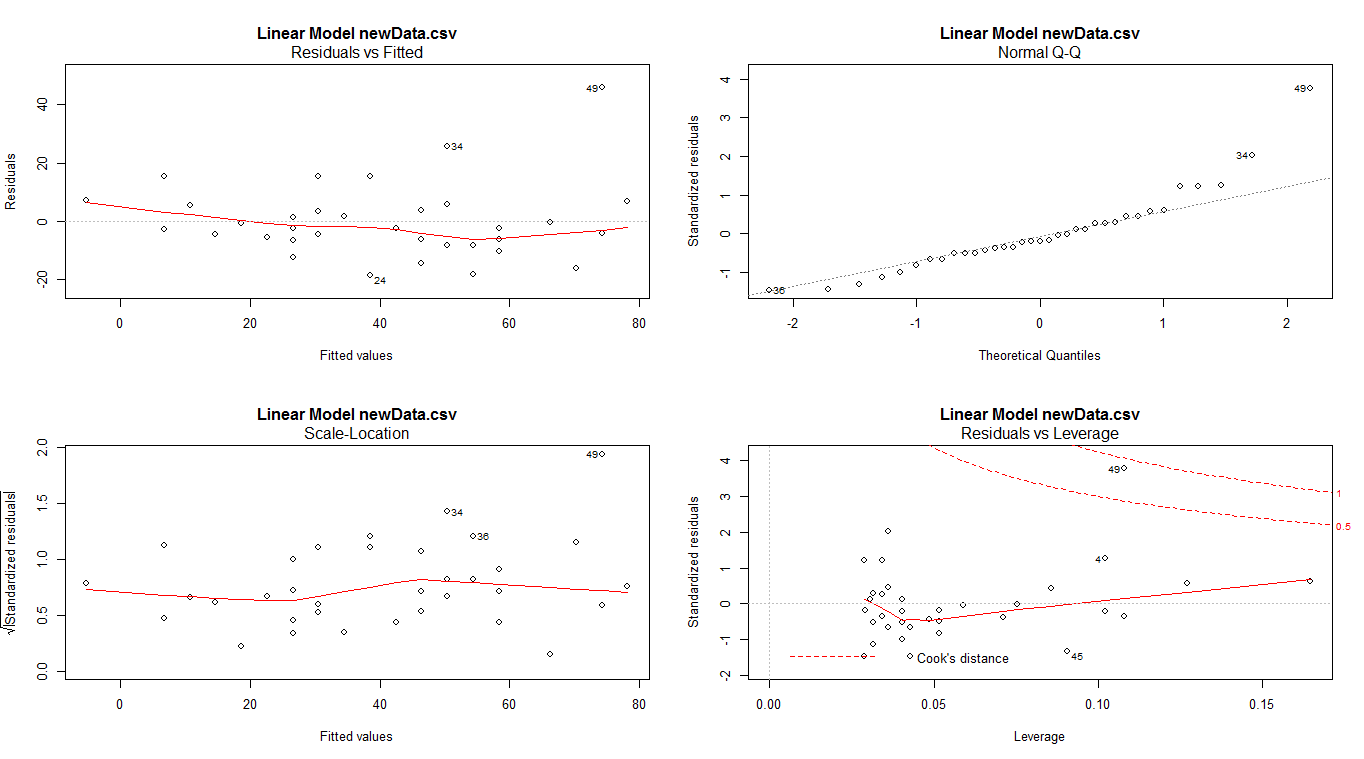 Linear Model newData.csv
Residuals vs Fitted
Residuals
40
20
0
-20
49
34
24
0 20 40 60 80
Fitted values
Linear Model newData.csv
Normal Q-Q
Standardized residuals
4
3
2
1
0
-1
49
34
36
-2 -1 0 1 2
Theoretical Quantiles
Linear Model newData.csv
Scale-Location
√|Standardized residuals|
2.0
1.5
1.0
0.5
0.0
49
34
36
0 20 40 60 80
Fitted values
Linear Model newData.csv
Residuals vs Leverage
Standardized residuals
4
3
2
1
0
-1
-2
49
1
0.5
4
45
Cook's distance
0.00 0.05 0.10 0.15
Leverage